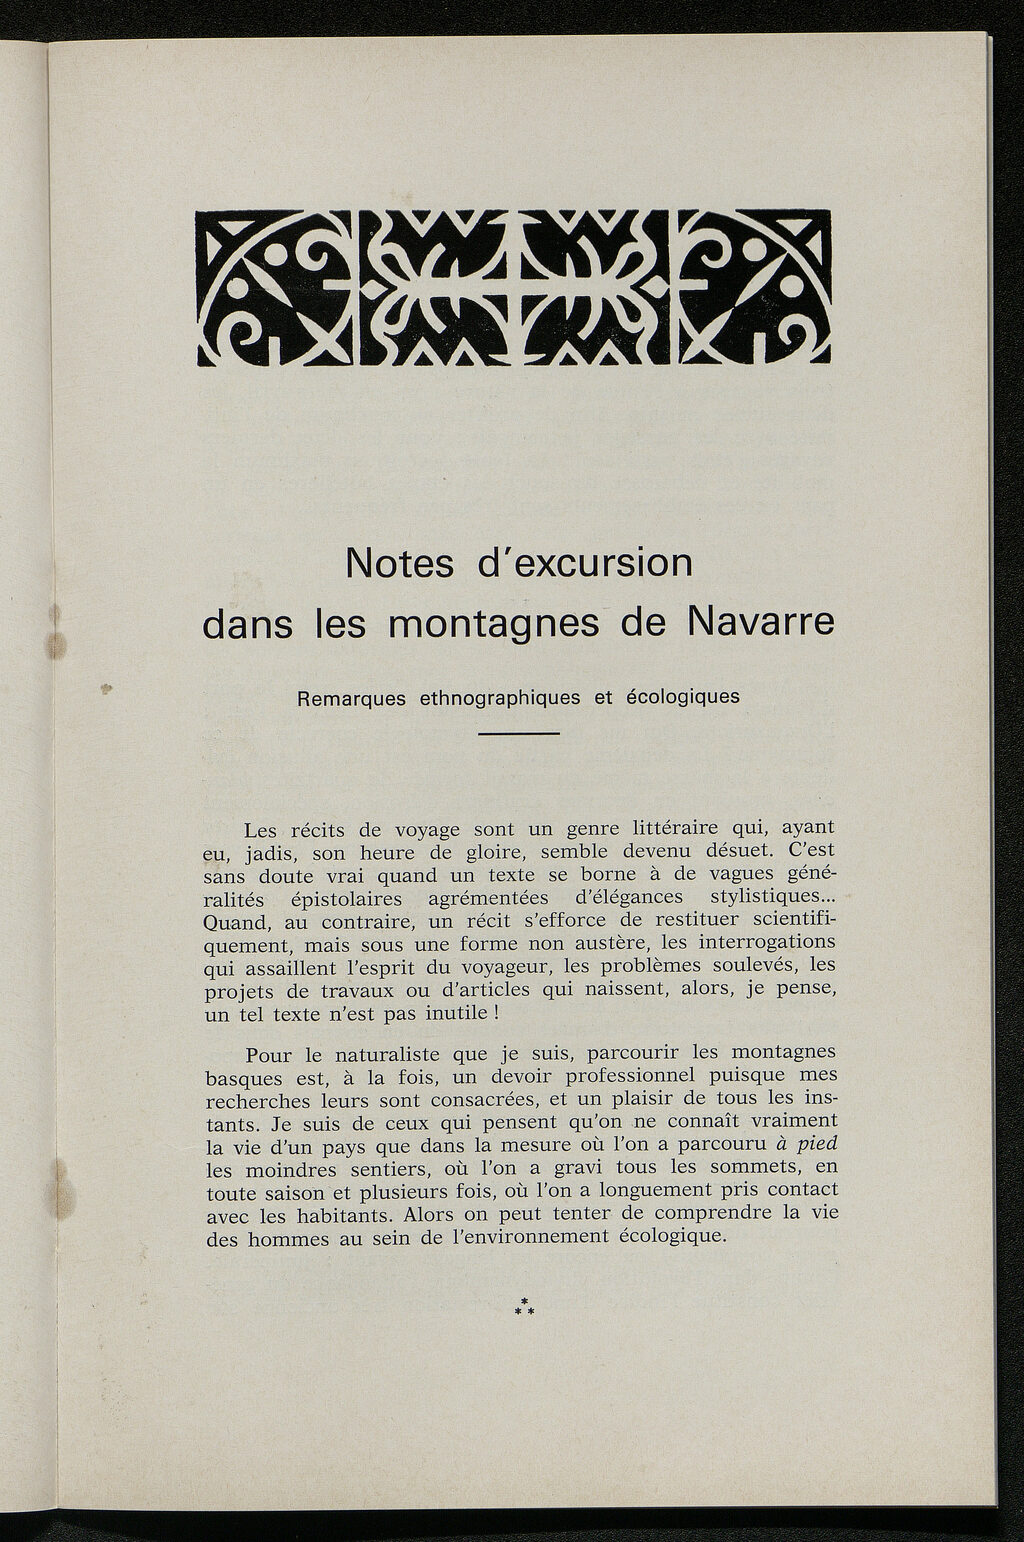 Notes d'excursion
dans les montagnes de Navarre
Remarques ethnographiques et écologiques
Les récits de voyage sont un genre littéraire qui, ayant
eu, jadis, son heure de gloire, semble devenu désuet. C'est
sans doute vrai quand un texte se borne à de vagues géné-
ralités épistolaires agrémentées d'élégances stylistiques...
Quand, au contraire, un récit s'efforce de restituer scientifi-
quement, mais sous une forme non austère, les interrogations
qui assaillent l'esprit du voyageur, les problèmes soulevés, les
projets de travaux ou d'articles qui naissent, alors, je pense,
un tel texte n'est pas inutile !
Pour le naturaliste que je suis, parcourir les montagnes
basques est, à la fois, un devoir professionnel puisque mes
recherches leurs sont consacrées, et un plaisir de tous les ins-
tants. Je suis de ceux qui pensent qu'on ne connaît vraiment
la vie d'un pays que dans la mesure où l'on a parcouru à pied
les moindres sentiers, où l'on a gravi tous les sommets, en
toute saison et plusieurs fois, où l'on a longuement pris contact
avec les habitants. Alors on peut tenter de comprendre la vie
des hommes au sein de l'environnement écologique.
*
* *